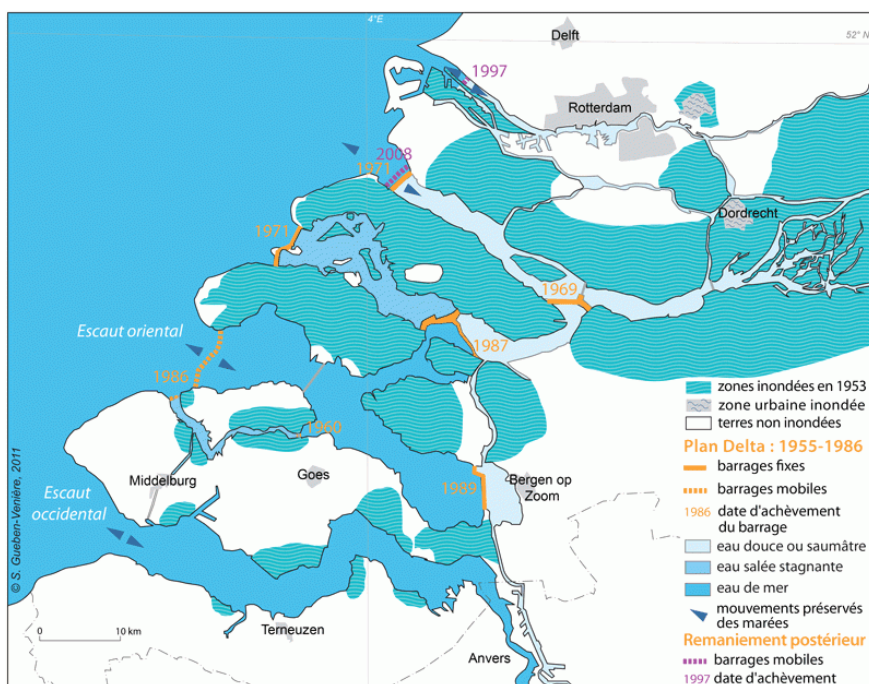 4°E
52° N
Delft
1997
Rotterdam
2008
1971
Dordrecht
1971
1969
Escaut oriental
1987
1986
1960
zones inondées en 1953
zone urbaine inondée
terres non inondées
Plan Delta : 1955-1986
barrages fixes
barrages mobiles
1986 date d'achèvement
du barrage
eau douce ou saumâtre
eau salée stagnante
eau de mer
mouvements préservés
des marées
Remaniement postérieur
barrages mobiles
1997 date d'achèvement
Middelburg
Goes
1989
Bergen op
Zoom
Escaut
occidental
0 10 km
Terneuzen
Anvers
© S. Gueben-Venière, 2011